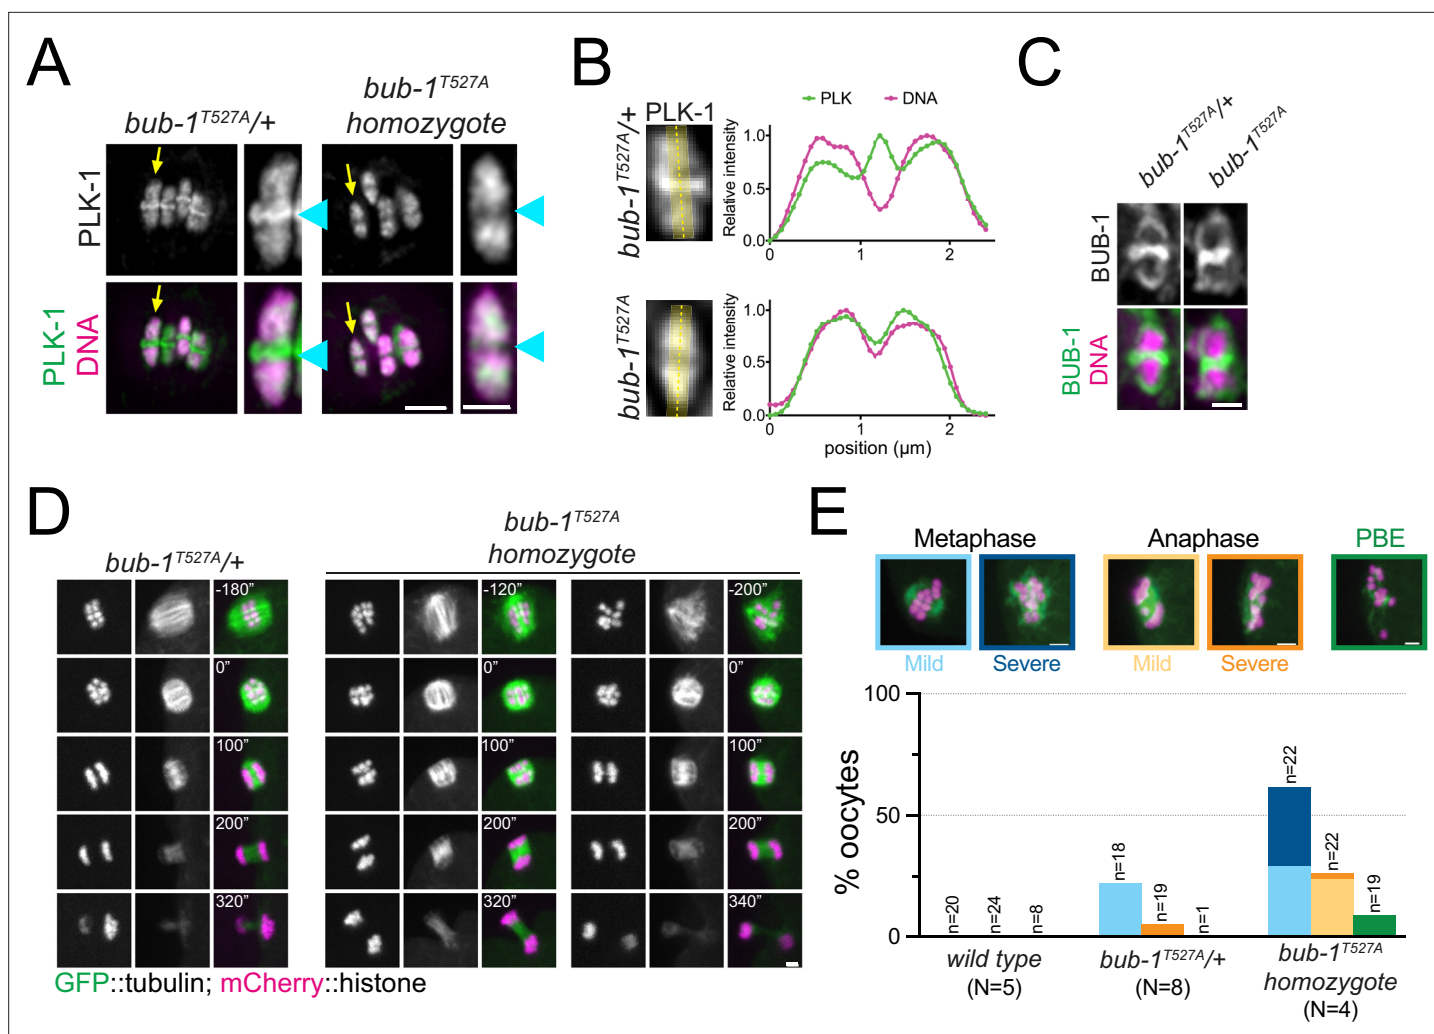 A
bub-1T527A/+
bub-1T527A
homozygote
PLK-1
PLK-1
DNA
B
bub-1T527A/+
PLK-1
PLK
DNA
Relative intensity
1.0
0.5
0.0
0
1
2
bub-1T527A
Relative intensity
1.0
0.5
0.0
0
1
2
position (µm)
C
bub-1T527A/+
bub-1T527A
BUB-1
BUB-1
DNA
D
bub-1T527A/+
bub-1T527A
homozygote
-180”
-120”
-200”
0”
0”
0”
100”
100”
100”
200”
200”
200”
320”
320”
340”
GFP::tubulin; mCherry::histone
E
Metaphase
Anaphase
PBE
Mild
Severe
Mild
Severe
% oocytes
100
50
0
n=20
n=24
n=8
n=18
n=19
n=1
n=22
n=22
n=19
wild type
(N=5)
bub-1T527A/+
(N=8)
bub-1T527A
homozygote
(N=4)